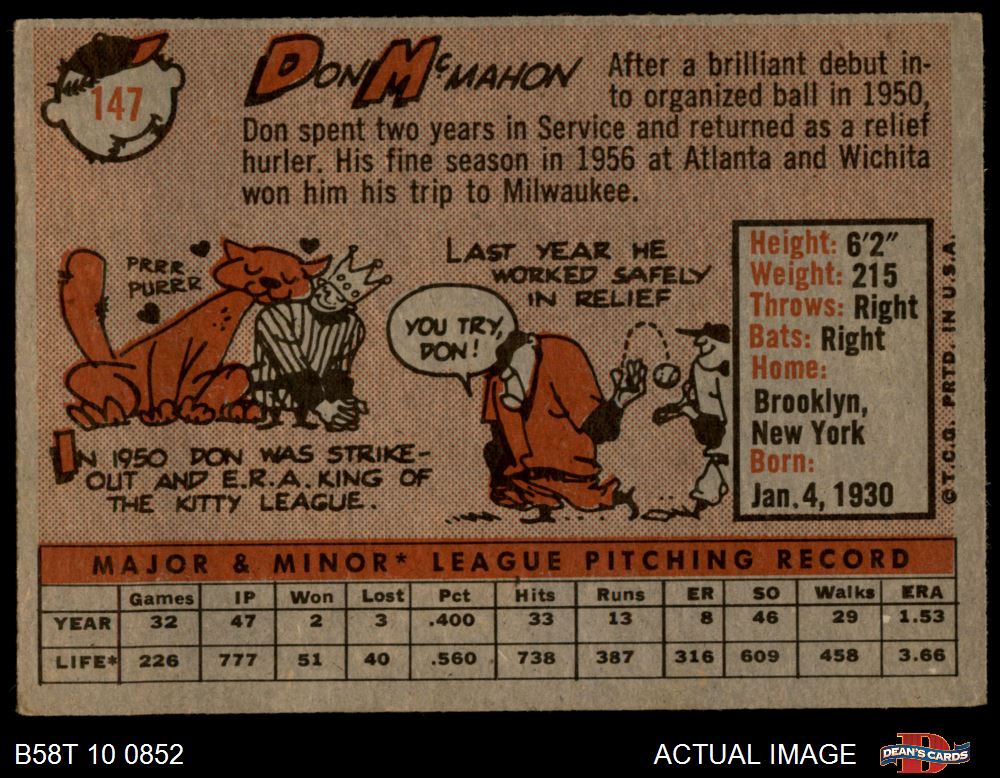 147
DON McMAHON
After a brilliant debut in-
to organized ball in 1950,
Don spent two years in Service and returned as a relief
hurler. His fine season in 1956 at Atlanta and Wichita
won him his trip to Milwaukee.
PRRR
PURRR
IN 1950 DON WAS STRIKE-
OUT AND E.R.A. KING OF
THE KITTY LEAGUE.
LAST YEAR HE
WORKED SAFELY
IN RELIEF
YOU TRY,
DON!
Height: 6'2"
Weight: 215
Throws: Right
Bats: Right
Home:
Brooklyn,
New York
Born:
Jan. 4, 1930
© T.C.G. PRTD. IN U.S.A.
MAJOR & MINOR* LEAGUE PITCHING RECORD
Games IP Won Lost Pct Hits Runs ER SO Walks ERA
YEAR 32 47 2 3 .400 33 13 8 46 29 1.53
LIFE* 226 777 51 40 .560 738 387 316 609 458 3.66
B58T 10 0852
ACTUAL IMAGE
DEAN'S CARDS